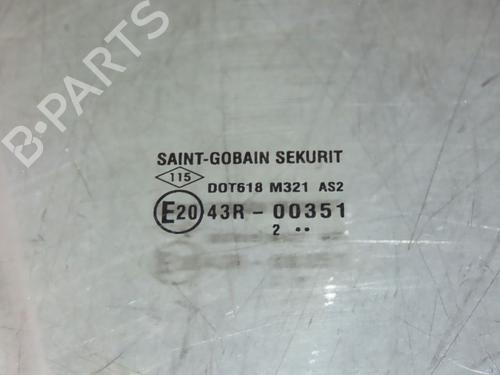 B-PARTS
SAINT-GOBAIN SEKURIT
115
DOT618 M321 AS2
E20 43R - 00351
2 ••